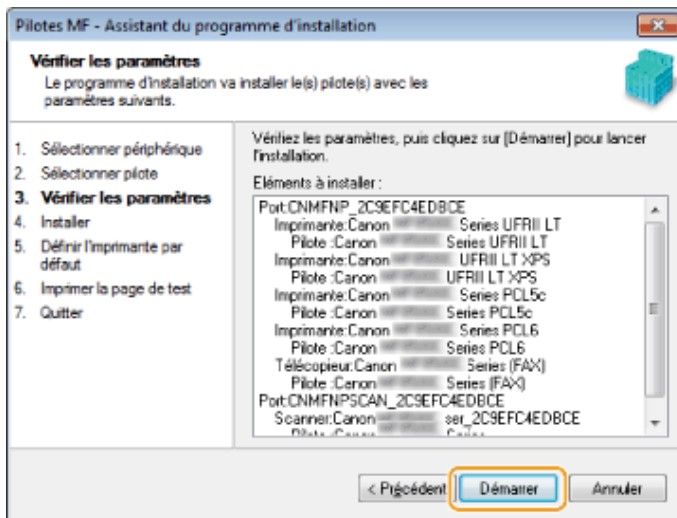 Pilotes MF - Assistant du programme d'installation
Vérifier les paramètres
Le programme d'installation va installer le(s) pilote(s) avec les
paramètres suivants.
1. Sélectionner périphérique
2. Sélectionner pilote
3. Vérifier les paramètres
4. Installer
5. Définir l'imprimante par
défaut
6. Imprimer la page de test
7. Quitter
Vérifiez les paramètres, puis cliquez sur [Démarrer] pour lancer
l'installation.
Eléments à installer :
Port:CNMFNP_2C9EFC4EDBCE
Imprimante:Canon Series UFRII LT
Pilote :Canon Series UFRII LT
Imprimante:Canon UFRII LT XPS
Pilote :Canon UFRII LT XPS
Imprimante:Canon Series PCL5c
Pilote :Canon Series PCL5c
Imprimante:Canon Series PCL6
Pilote :Canon Series PCL6
Télécopieur:Canon Series (FAX)
Pilote :Canon Series (FAX)
Port:CNMFNPSCAN_2C9EFC4EDBCE
Scanner:Canon ser_2C9EFC4EDBCE
< Précédent
Démarrer
Annuler